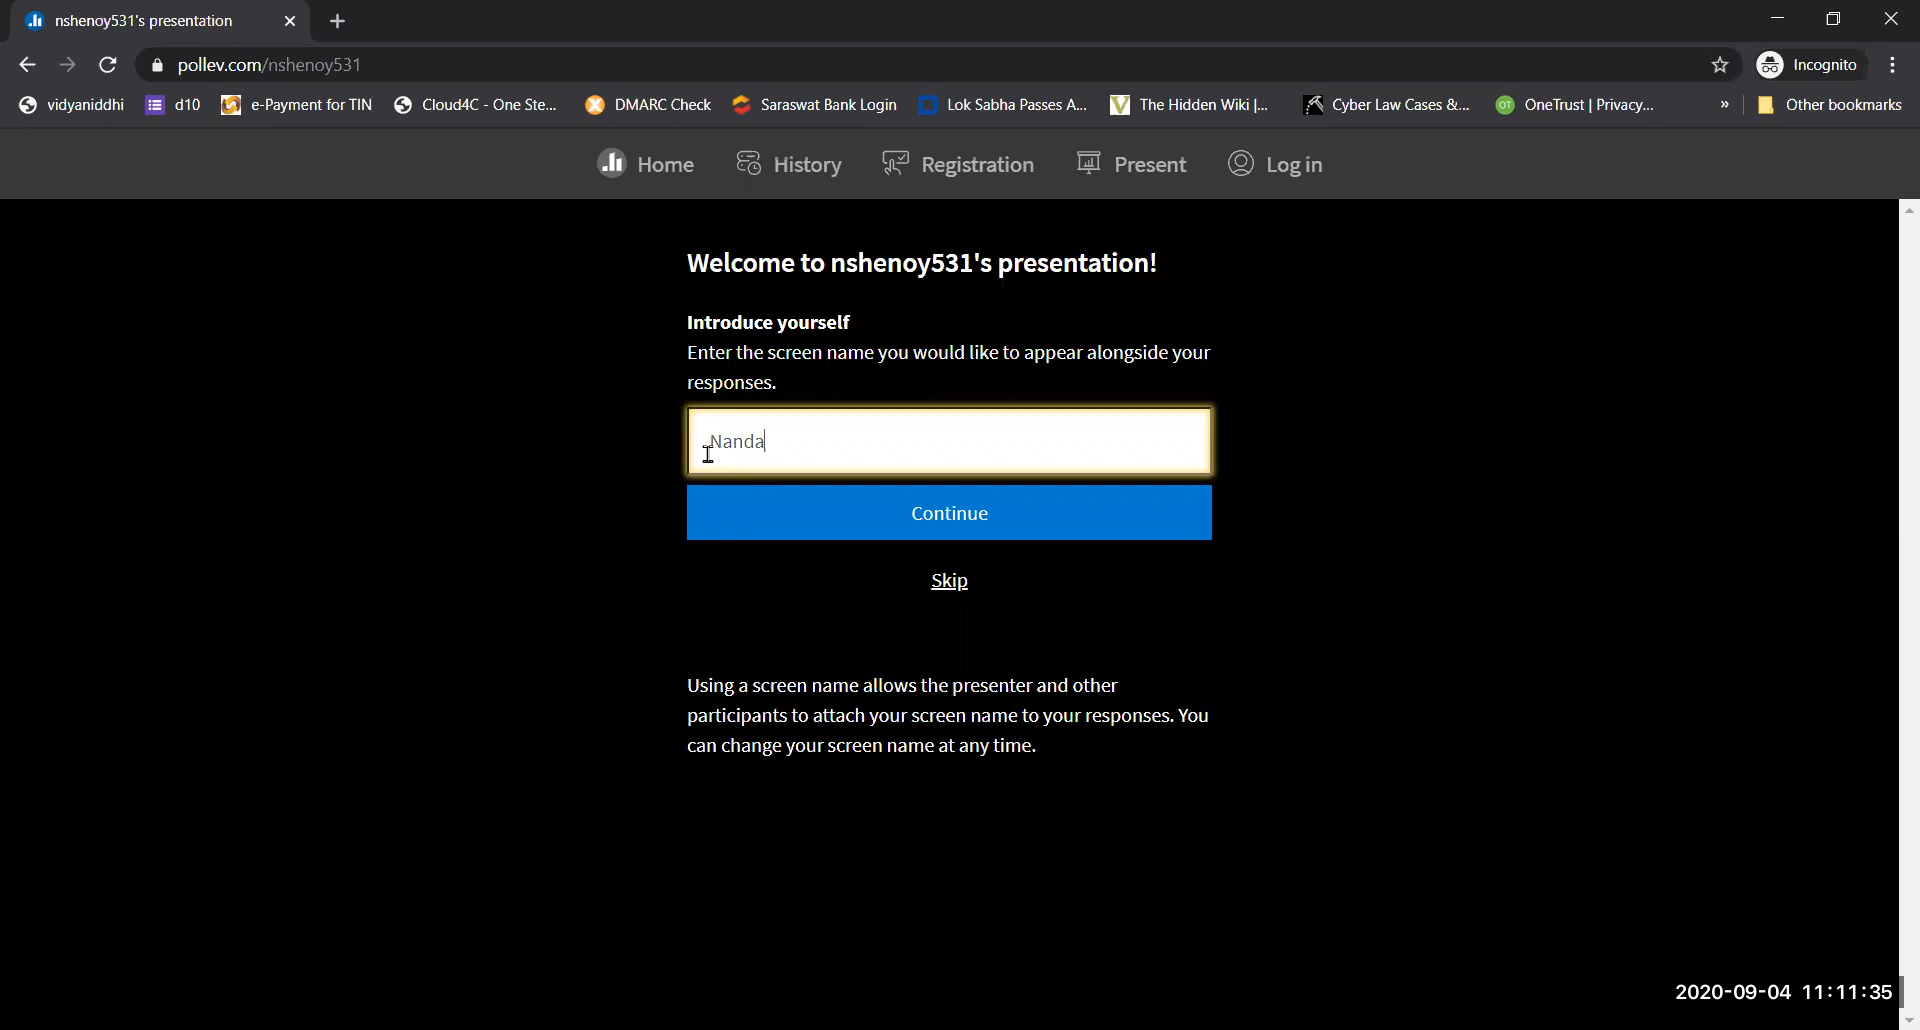 nshenoy531's presentation
pollev.com/nshenoy531
Incognito
vidyaniddhi
d10
e-Payment for TIN
Cloud4C - One Ste...
DMARC Check
Saraswat Bank Login
Lok Sabha Passes A...
The Hidden Wiki |...
Cyber Law Cases &...
OT
OneTrust | Privacy...
»
Other bookmarks
Home
History
Registration
Present
Log in
Welcome to nshenoy531's presentation!
Introduce yourself
Enter the screen name you would like to appear alongside your
responses.
Nanda
Continue
Skip
Using a screen name allows the presenter and other
participants to attach your screen name to your responses. You
can change your screen name at any time.
2020-09-04 11:11:35